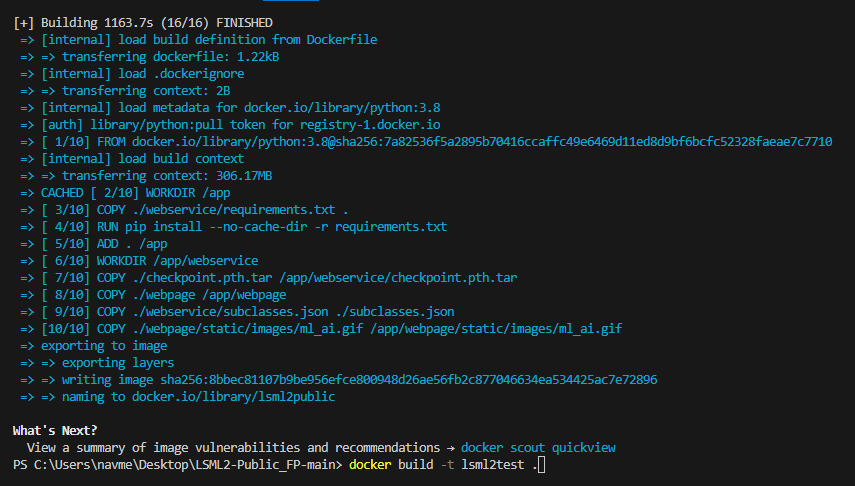 [+] Building 1163.7s (16/16) FINISHED
=> [internal] load build definition from Dockerfile
=> => transferring dockerfile: 1.22kB
=> [internal] load .dockerignore
=> => transferring context: 2B
=> [internal] load metadata for docker.io/library/python:3.8
=> [auth] library/python:pull token for registry-1.docker.io
=> [ 1/10] FROM docker.io/library/python:3.8@sha256:7a82536f5a2895b70416ccaffc49e6469d11ed8d9bf6bcfc52328faeae7c7710
=> [internal] load build context
=> => transferring context: 306.17MB
=> CACHED [ 2/10] WORKDIR /app
=> [ 3/10] COPY ./webservice/requirements.txt .
=> [ 4/10] RUN pip install --no-cache-dir -r requirements.txt
=> [ 5/10] ADD . /app
=> [ 6/10] WORKDIR /app/webservice
=> [ 7/10] COPY ./checkpoint.pth.tar /app/webservice/checkpoint.pth.tar
=> [ 8/10] COPY ./webpage /app/webpage
=> [ 9/10] COPY ./webservice/subclasses.json ./subclasses.json
=> [10/10] COPY ./webpage/static/images/ml_ai.gif /app/webpage/static/images/ml_ai.gif
=> exporting to image
=> => exporting layers
=> => writing image sha256:8bbec81107b9be956efce800948d26ae56fb2c877046634ea534425ac7e72896
=> => naming to docker.io/library/lsml2public
What's Next?
View a summary of image vulnerabilities and recommendations → docker scout quickview
PS C:\Users\navme\Desktop\LSML2-Public_FP-main> docker build -t lsml2test .